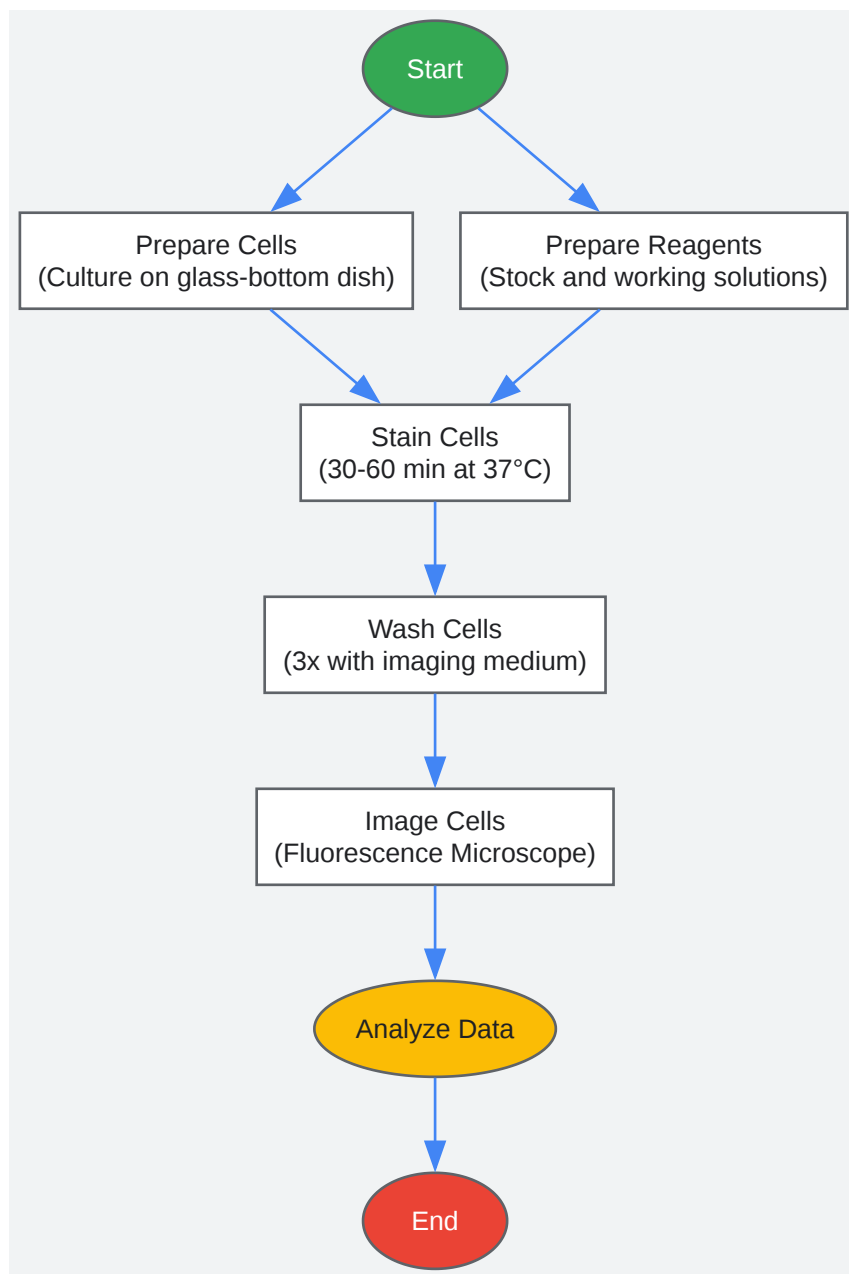 Start
Prepare Cells
(Culture on glass-bottom dish)
Prepare Reagents
(Stock and working solutions)
Stain Cells
(30-60 min at 37°C)
Wash Cells
(3x with imaging medium)
Image Cells
(Fluorescence Microscope)
Analyze Data
End